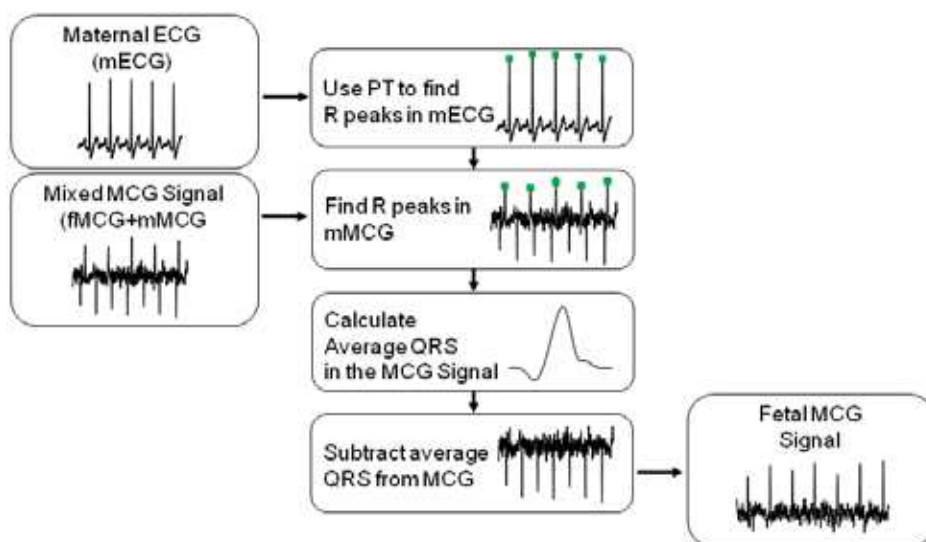 Maternal ECG
(mECG)
Use PT to find
R peaks in mECG
Mixed MCG Signal
(fMCG+mMCG
Find R peaks in
mMCG
Calculate
Average QRS
in the MCG Signal
Subtract average
QRS from MCG
Fetal MCG
Signal